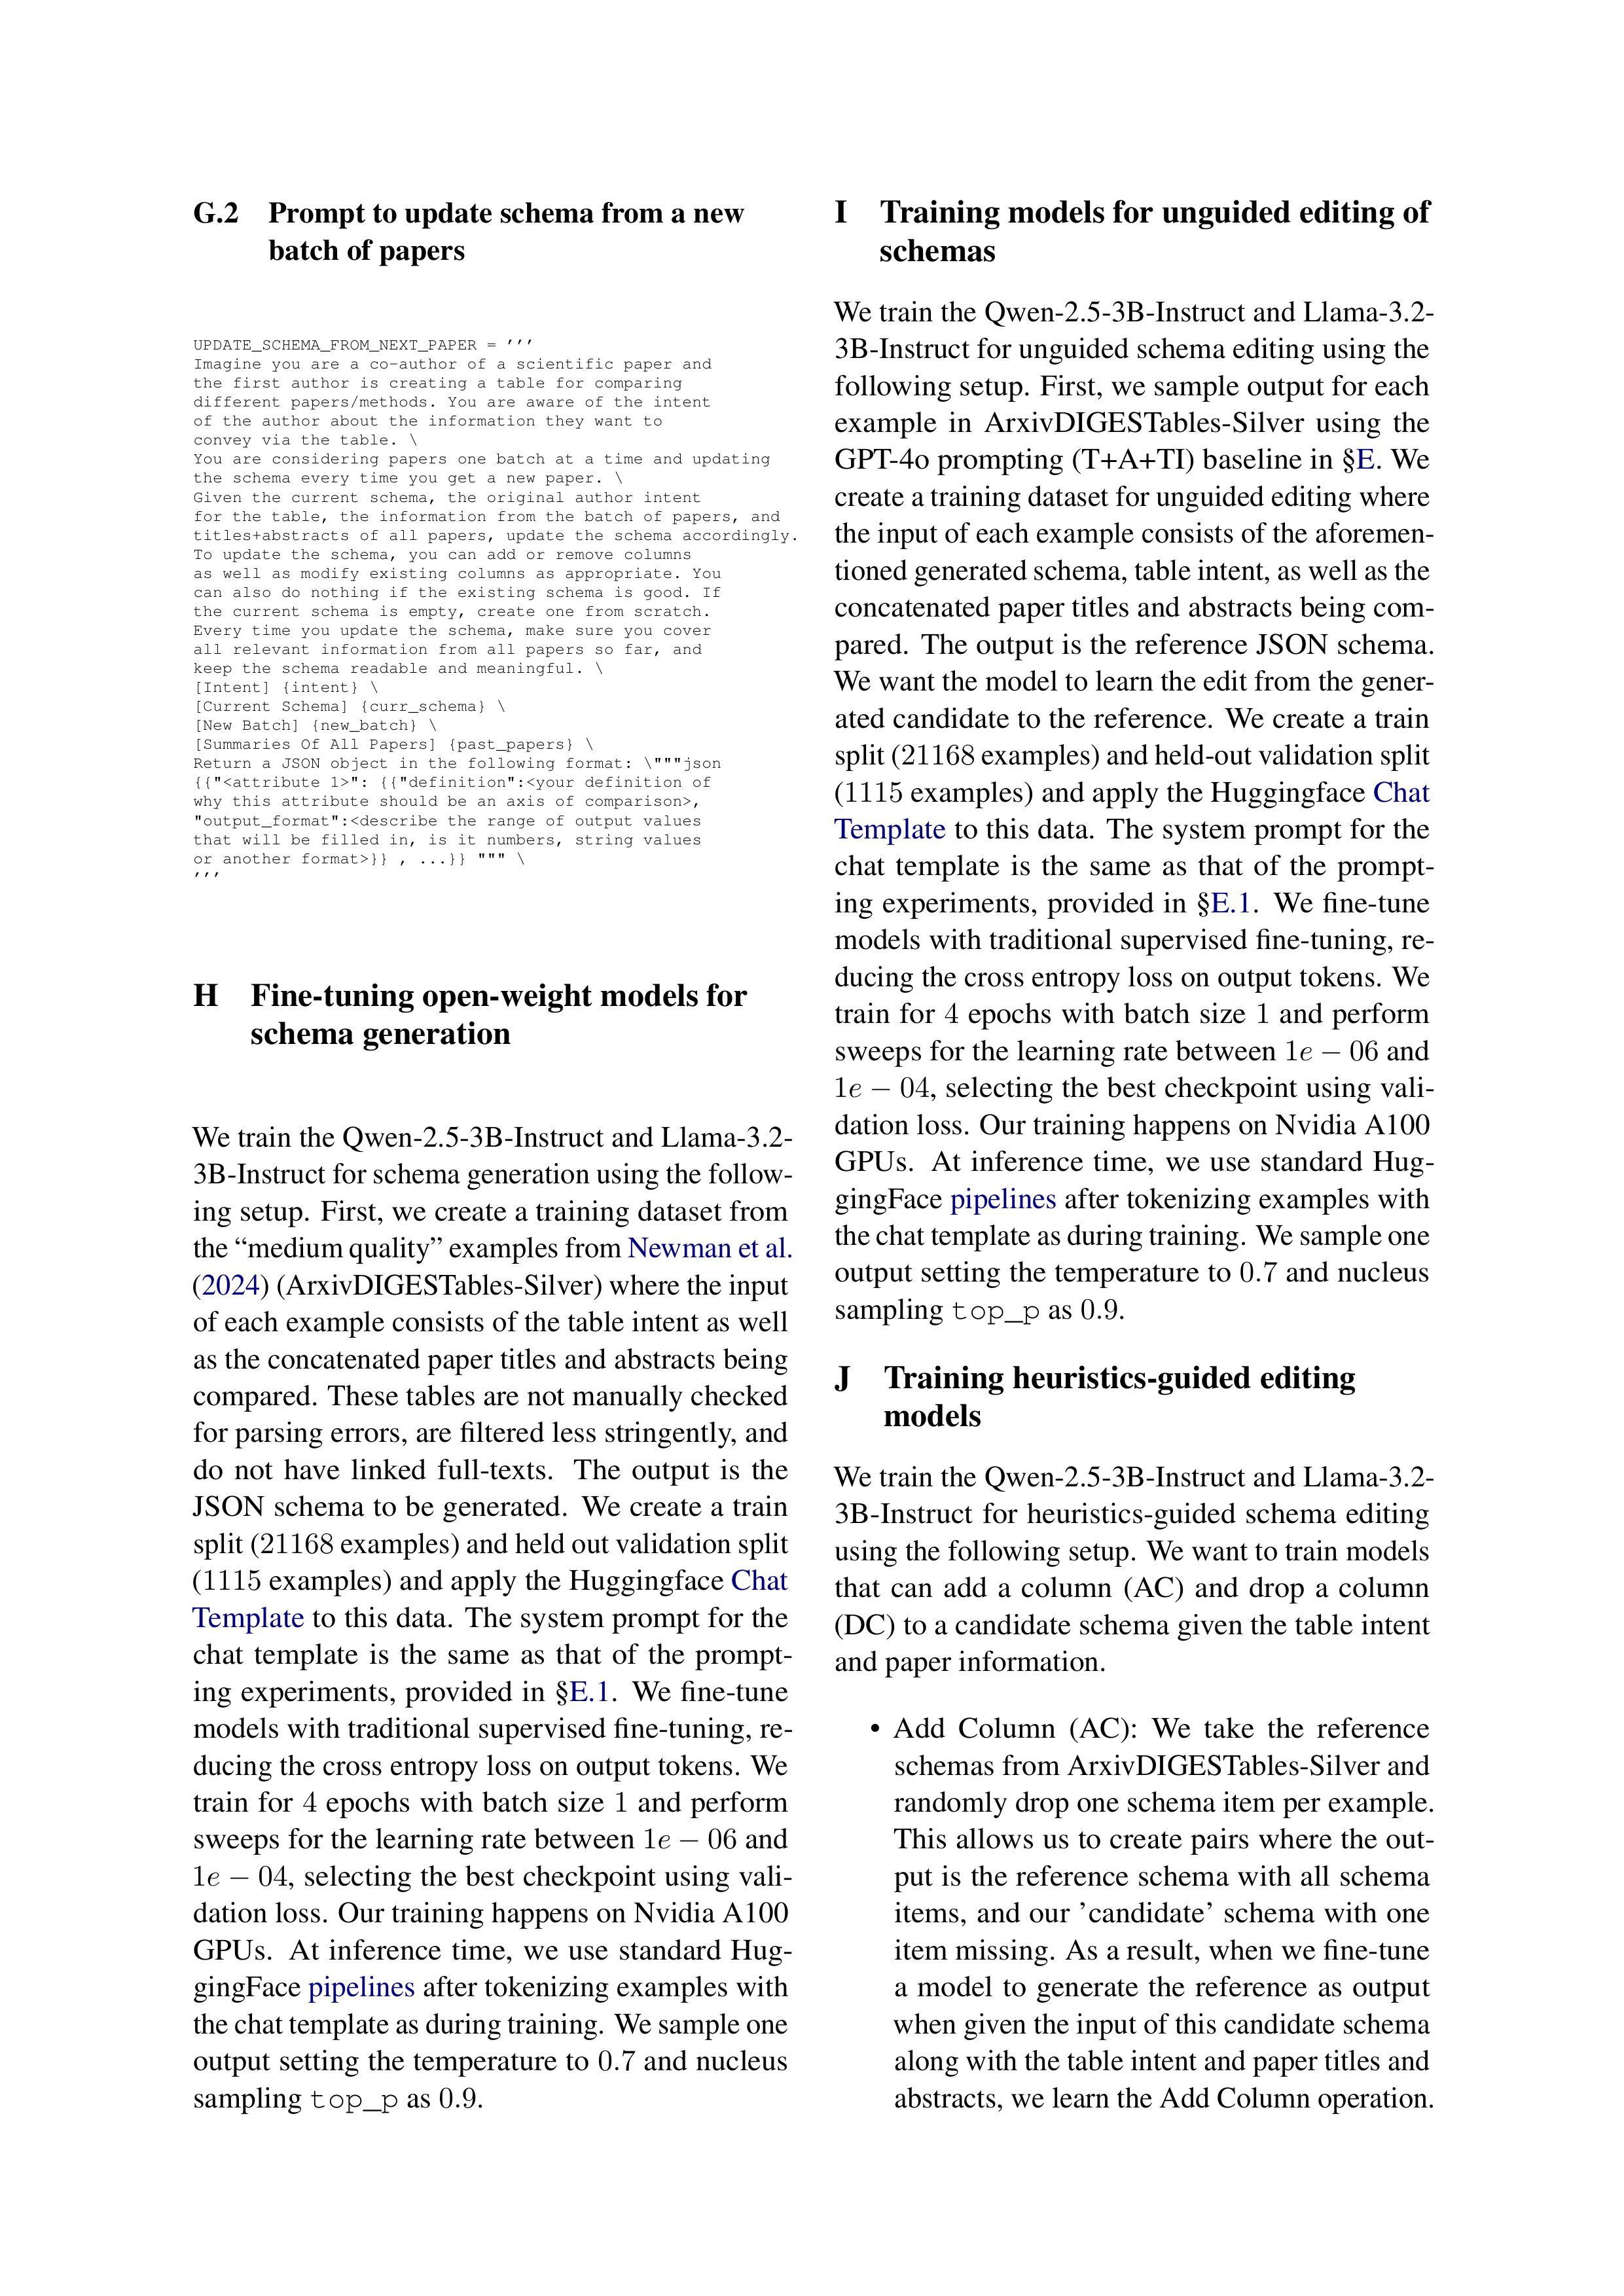 G.2 Prompt to update schema from a new
batch of papers
UPDATE_SCHEMA_FROM_NEXT_PAPER = ’’’
Imagine you are a co-author of a scientific paper and
the first author is creating a table for comparing
different papers/methods. You are aware of the intent
of the author about the information they want to
convey via the table. \
You are considering papers one batch at a time and updating
the schema every time you get a new paper. \
Given the current schema, the original author intent
for the table, the information from the batch of papers, and
titles+abstracts of all papers, update the schema accordingly.
To update the schema, you can add or remove columns
as well as modify existing columns as appropriate. You
can also do nothing if the existing schema is good. If
the current schema is empty, create one from scratch.
Every time you update the schema, make sure you cover
all relevant information from all papers so far, and
keep the schema readable and meaningful. \
[Intent] {intent} \
[Current Schema] {curr_schema} \
[New Batch] {new_batch} \
[Summaries Of All Papers] {past_papers} \
Return a JSON object in the following format: \"""json
{{"<attribute 1>": {{"definition":<your definition of
why this attribute should be an axis of comparison>,
"output_format":<describe the range of output values
that will be filled in, is it numbers, string values
or another format>}} , ...}} """ \
’’’
H Fine-tuning open-weight models for
schema generation
We train the Qwen-2.5-3B-Instruct and Llama-3.2-
3B-Instruct for schema generation using the follow-
ing setup. First, we create a training dataset from
the “medium quality” examples from Newman et al.
(2024) (ArxivDIGESTables-Silver) where the input
of each example consists of the table intent as well
as the concatenated paper titles and abstracts being
compared. These tables are not manually checked
for parsing errors, are filtered less stringently, and
do not have linked full-texts. The output is the
JSON schema to be generated. We create a train
split (21168 examples) and held out validation split
(1115 examples) and apply the Huggingface Chat
Template to this data. The system prompt for the
chat template is the same as that of the prompt-
ing experiments, provided in §E.1. We fine-tune
models with traditional supervised fine-tuning, re-
ducing the cross entropy loss on output tokens. We
train for 4 epochs with batch size 1 and perform
sweeps for the learning rate between 1e − 06 and
1e − 04, selecting the best checkpoint using vali-
dation loss. Our training happens on Nvidia A100
GPUs. At inference time, we use standard Hug-
gingFace pipelines after tokenizing examples with
the chat template as during training. We sample one
output setting the temperature to 0.7 and nucleus
sampling top_p as 0.9.
I Training models for unguided editing of
schemas
We train the Qwen-2.5-3B-Instruct and Llama-3.2-
3B-Instruct for unguided schema editing using the
following setup. First, we sample output for each
example in ArxivDIGESTables-Silver using the
GPT-4o prompting (T+A+TI) baseline in §E. We
create a training dataset for unguided editing where
the input of each example consists of the aforemen-
tioned generated schema, table intent, as well as the
concatenated paper titles and abstracts being com-
pared. The output is the reference JSON schema.
We want the model to learn the edit from the gener-
ated candidate to the reference. We create a train
split (21168 examples) and held-out validation split
(1115 examples) and apply the Huggingface Chat
Template to this data. The system prompt for the
chat template is the same as that of the prompt-
ing experiments, provided in §E.1. We fine-tune
models with traditional supervised fine-tuning, re-
ducing the cross entropy loss on output tokens. We
train for 4 epochs with batch size 1 and perform
sweeps for the learning rate between 1e − 06 and
1e − 04, selecting the best checkpoint using vali-
dation loss. Our training happens on Nvidia A100
GPUs. At inference time, we use standard Hug-
gingFace pipelines after tokenizing examples with
the chat template as during training. We sample one
output setting the temperature to 0.7 and nucleus
sampling top_p as 0.9.
J Training heuristics-guided editing
models
We train the Qwen-2.5-3B-Instruct and Llama-3.2-
3B-Instruct for heuristics-guided schema editing
using the following setup. We want to train models
that can add a column (AC) and drop a column
(DC) to a candidate schema given the table intent
and paper information.
• Add Column (AC): We take the reference
schemas from ArxivDIGESTables-Silver and
randomly drop one schema item per example.
This allows us to create pairs where the out-
put is the reference schema with all schema
items, and our ’candidate’ schema with one
item missing. As a result, when we fine-tune
a model to generate the reference as output
when given the input of this candidate schema
along with the table intent and paper titles and
abstracts, we learn the Add Column operation.